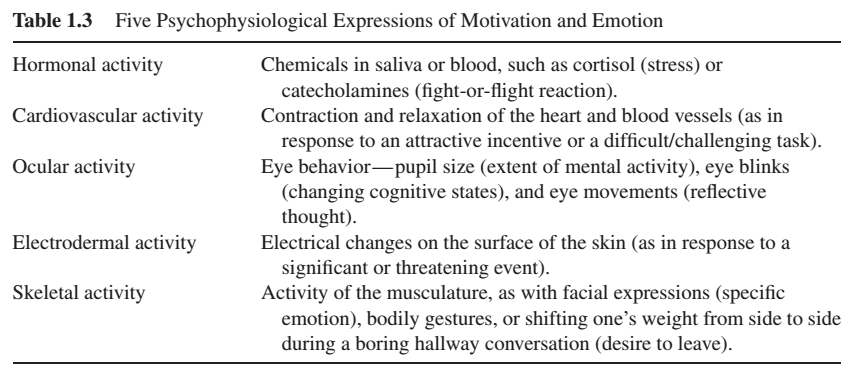 Table 1.3 Five Psychophysiological Expressions of Motivation and Emotion
Hormonal activity Chemicals in saliva or blood, such as cortisol (stress) or
catecholamines (fight-or-flight reaction).
Cardiovascular activity Contraction and relaxation of the heart and blood vessels (as in
response to an attractive incentive or a difficult/challenging task).
Ocular activity Eye behavior—pupil size (extent of mental activity), eye blinks
(changing cognitive states), and eye movements (reflective
thought).
Electrodermal activity Electrical changes on the surface of the skin (as in response to a
significant or threatening event).
Skeletal activity Activity of the musculature, as with facial expressions (specific
emotion), bodily gestures, or shifting one's weight from side to side
during a boring hallway conversation (desire to leave).